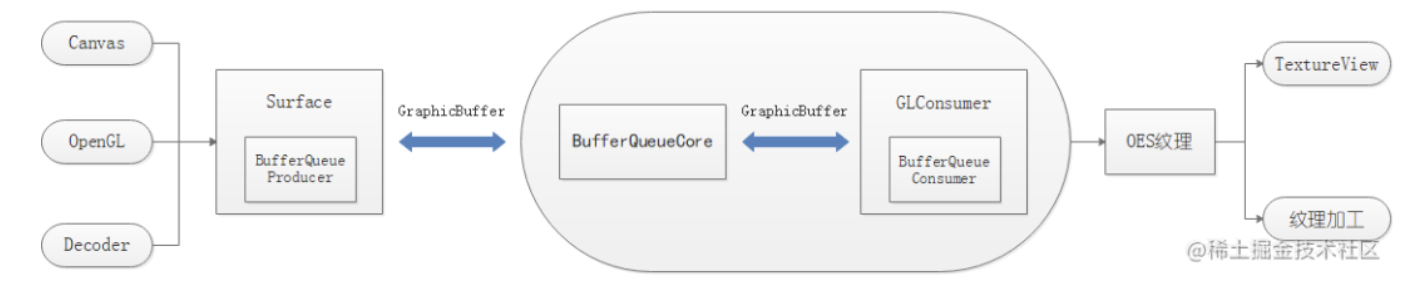 Canvas
OpenGL
Decoder
Surface
BufferQueue
Producer
GraphicBuffer
BufferQueueCore
GraphicBuffer
GLConsumer
BufferQueue
Consumer
OES纹理
TextureView
纹理加工
@稀土掘金技术社区